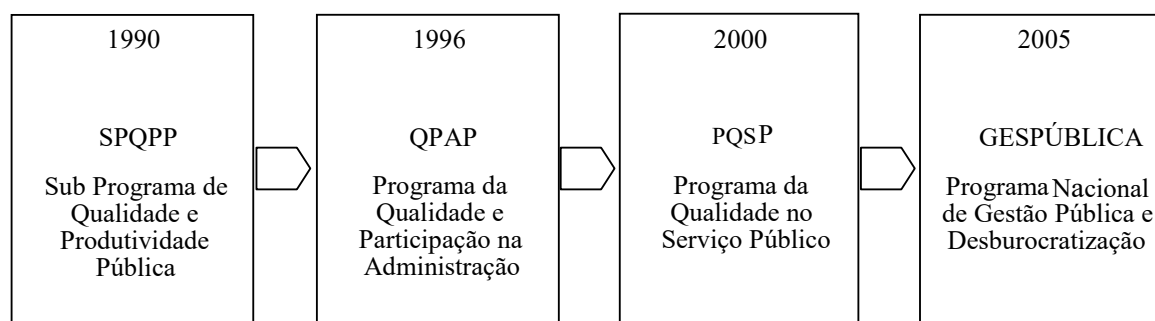 1990
SPQPP
Sub Programa de
Qualidade e
Produtividade
Pública
1996
QPAP
Programa da
Qualidade e
Participação na
Administração
2000
PQSP
Programa da
Qualidade no
Serviço Público
2005
GESPÚBLICA
Programa Nacional
de Gestão Pública e
Desburocratização